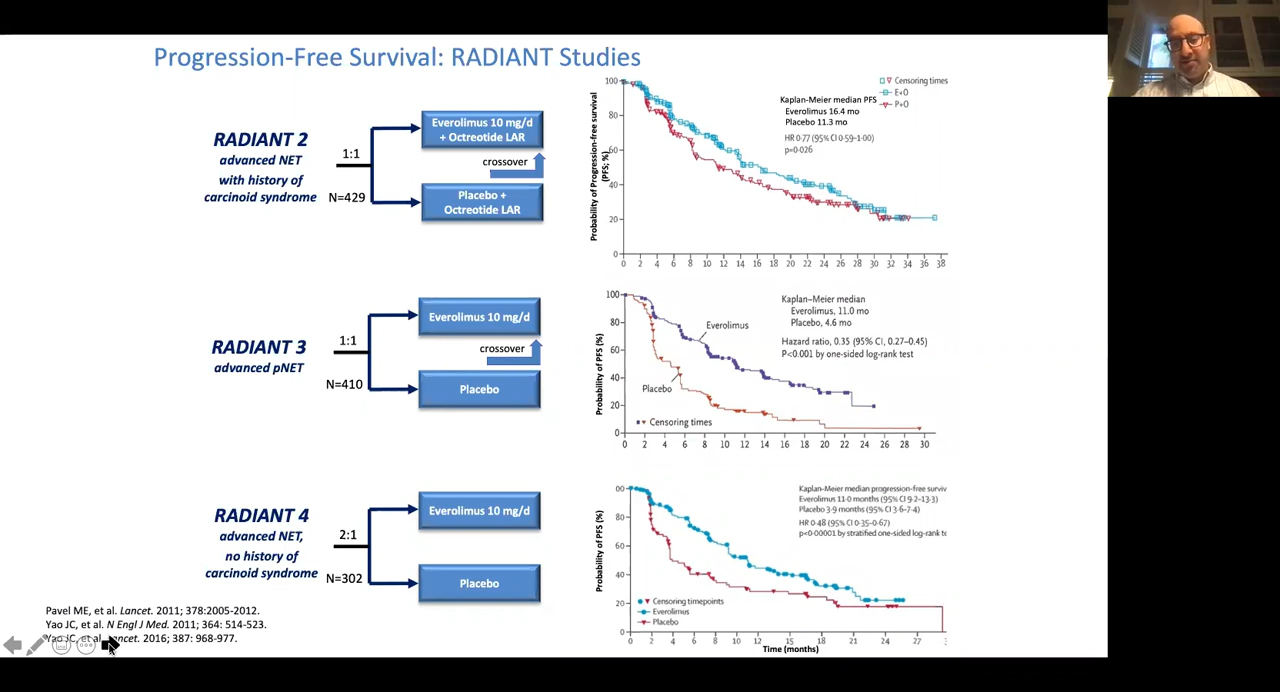 Progression-Free Survival: RADIANT Studies
RADIANT 2
advanced NET
with history of
carcinoid syndrome
1:1
N=429
Everolimus 10 mg/d
+ Octreotide LAR
crossover
Placebo +
Octreotide LAR
Probability of Progression-free survival
(PFS; %)
100
80
60
40
20
0
0 2 4 6 8 10 12 14 16 18 20 22 24 26 28 30 32 34 36 38
Censoring times
E+O
P+O
Kaplan-Meier median PFS
Everolimus 16.4 mo
Placebo 11.3 mo
HR 0·77 (95% CI 0·59–1·00)
p=0·026
RADIANT 3
advanced pNET
1:1
N=410
Everolimus 10 mg/d
crossover
Placebo
Probability of PFS (%)
100
80
60
40
20
0
0 2 4 6 8 10 12 14 16 18 20 22 24 26 28 30
Everolimus
Placebo
Censoring times
Kaplan–Meier median
Everolimus, 11.0 mo
Placebo, 4.6 mo
Hazard ratio, 0.35 (95% CI, 0.27–0.45)
P<0.001 by one-sided log-rank test
RADIANT 4
advanced NET,
no history of
carcinoid syndrome
2:1
N=302
Everolimus 10 mg/d
Placebo
Probability of PFS (%)
00
80
60
40
20
0
0 2 4 6 8 10 12 15 18 21 24 27
Time (months)
Censoring timepoints
Everolimus
Placebo
Kaplan-Meier median progression-free surviv
Everolimus 11·0 months (95% CI 9·2–13·3)
Placebo 3·9 months (95% CI 3·6–7·4)
HR 0·48 (95% CI 0·35–0·67)
p<0·00001 by stratified one-sided log-rank te
Pavel ME, et al. Lancet. 2011; 378:2005-2012.
Yao JC, et al. N Engl J Med. 2011; 364: 514-523.
Yao JC, et al. Lancet. 2016; 387: 968-977.